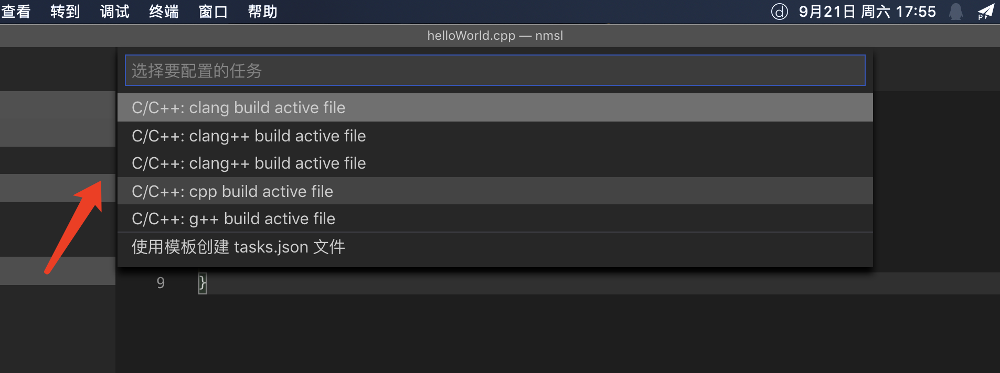 查看 转到 调试 终端 窗口 帮助 d 9月21日 周六 17:55 P
helloWorld.cpp — nmsl
选择要配置的任务
C/C++: clang build active file
C/C++: clang++ build active file
C/C++: clang++ build active file
C/C++: cpp build active file
C/C++: g++ build active file
使用模板创建 tasks.json 文件
9 }